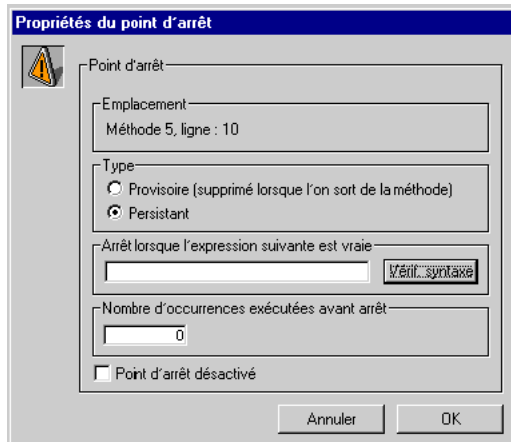 Propriétés du point d'arrêt
Point d'arrêt
Emplacement
Méthode 5, ligne : 10
Type
Provisoire (supprimé lorsque l'on sort de la méthode)
Persistant
Arrêt lorsque l'expression suivante est vraie
Vérif. syntaxe
Nombre d'occurrences exécutées avant arrêt
0
Point d'arrêt désactivé
Annuler OK